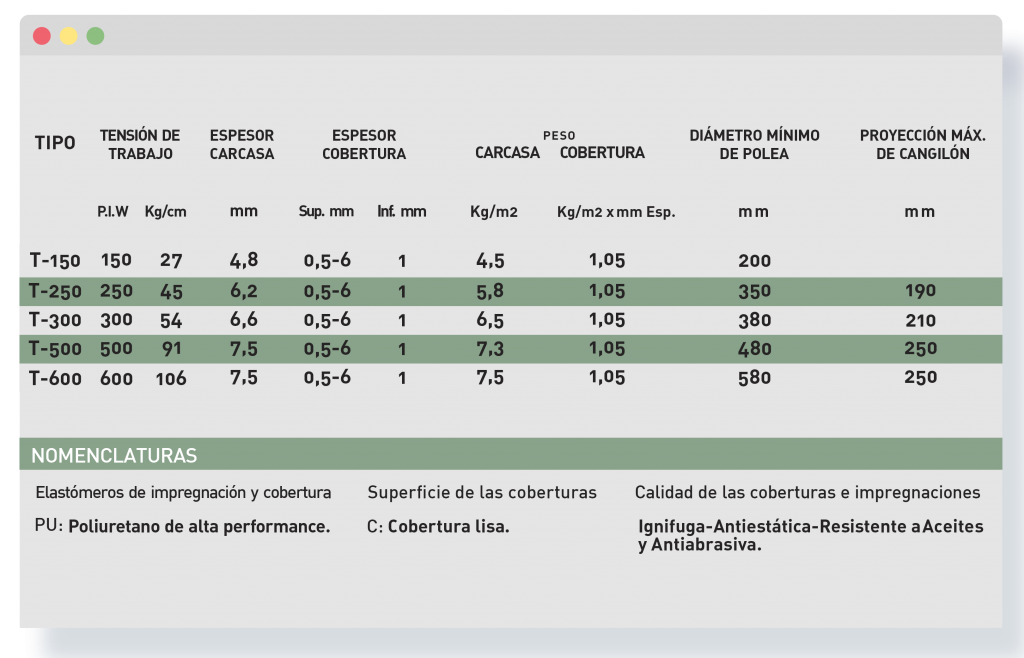 TIPO TENSIÓN DE TRABAJO ESPESOR CARCASA ESPESOR COBERTURA PESO CARCASA COBERTURA DIÁMETRO MÍNIMO DE POLEA PROYECCIÓN MÁX. DE CANGILÓN
P.I.W Kg/cm mm Sup. mm Inf. mm Kg/m2 Kg/m2 x mm Esp. mm mm
T-150 150 27 4,8 0,5-6 1 4,5 1,05 200
T-250 250 45 6,2 0,5-6 1 5,8 1,05 350 190
T-300 300 54 6,6 0,5-6 1 6,5 1,05 380 210
T-500 500 91 7,5 0,5-6 1 7,3 1,05 480 250
T-600 600 106 7,5 0,5-6 1 7,5 1,05 580 250
NOMENCLATURAS
Elastómeros de impregnación y cobertura
PU: Poliuretano de alta performance.
Superficie de las coberturas
C: Cobertura lisa.
Calidad de las coberturas e impregnaciones
Ignifuga-Antiestática-Resistente a Aceites
y Antiabrasiva.